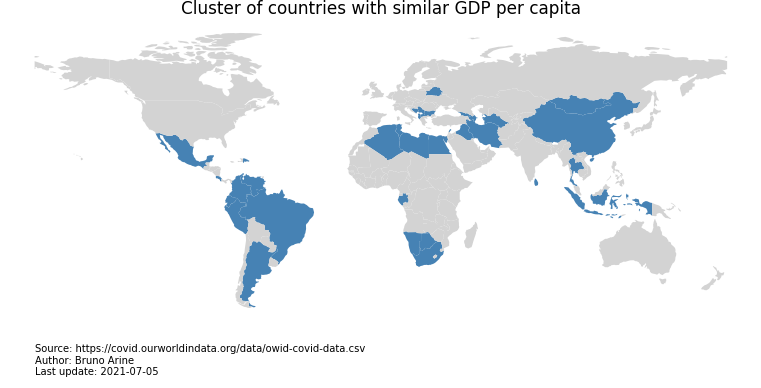 Cluster of countries with similar GDP per capita
Source: https://covid.ourworldindata.org/data/owid-covid-data.csv
Author: Bruno Arine
Last update: 2021-07-05